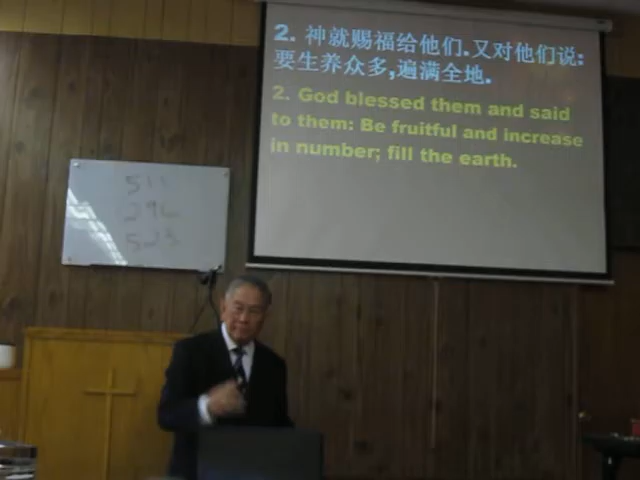 2. 神就赐福给他们.又对他们说:
要生养众多,遍满全地.
2. God blessed them and said
to them: Be fruitful and increase
in number; fill the earth.